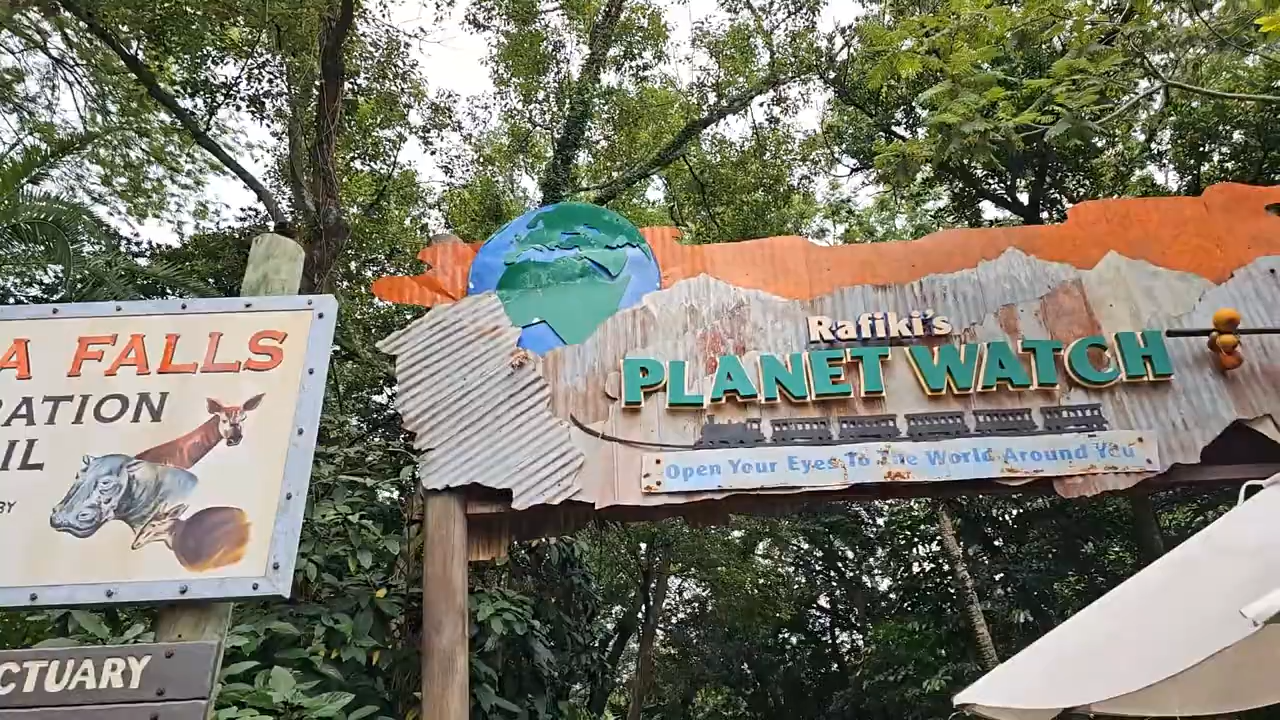 A FALLS
RATION
IL
BY
CTUARY
Rafiki's
PLANET WATCH
Open Your Eyes To The World Around You